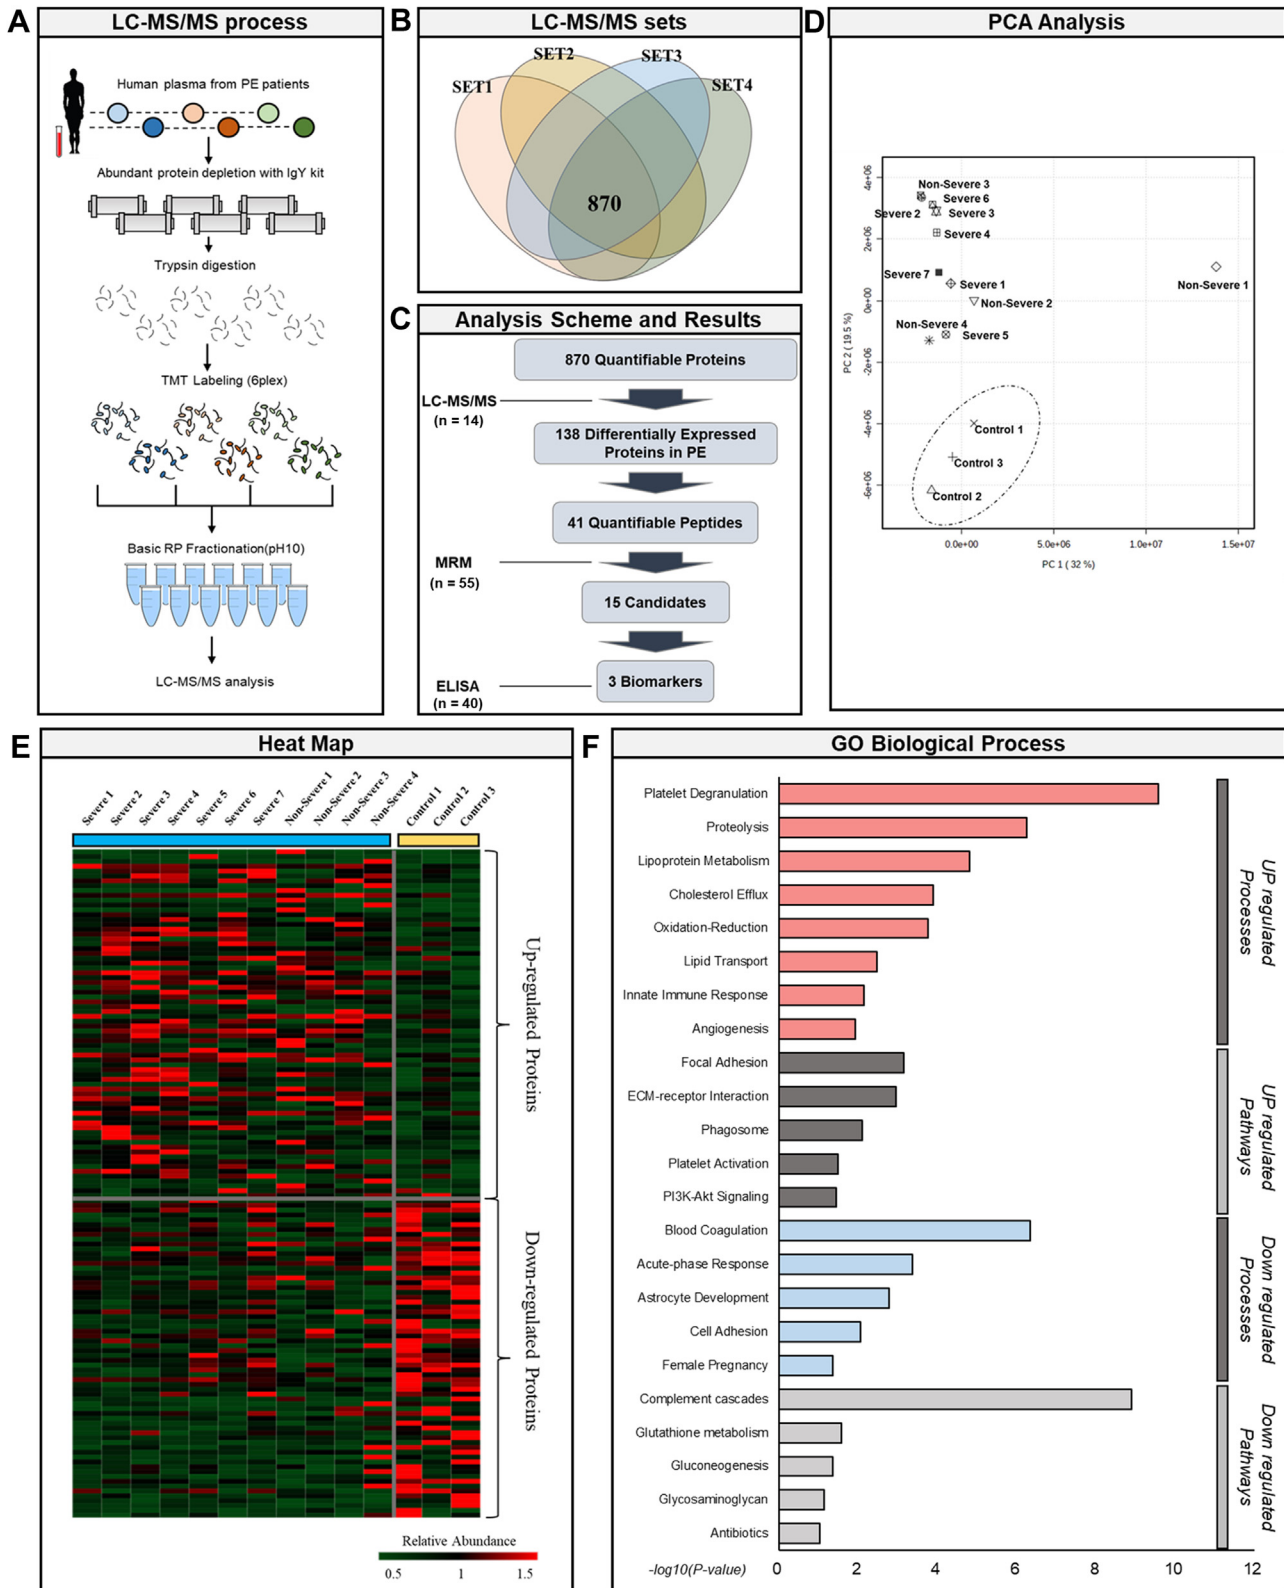 A
LC-MS/MS process
Human plasma from PE patients
Abundant protein depletion with IgY kit
Trypsin digestion
TMT Labeling (6plex)
Basic RP Fractionation(pH10)
LC-MS/MS analysis
B
LC-MS/MS sets
SET1
SET2
SET3
SET4
870
C
Analysis Scheme and Results
870 Quantifiable Proteins
LC-MS/MS
(n = 14)
138 Differentially Expressed
Proteins in PE
41 Quantifiable Peptides
MRM
(n = 55)
15 Candidates
3 Biomarkers
ELISA
(n = 40)
D
PCA Analysis
PC 2 ( 19.5 %)
4e+06
2e+06
0e+00
-2e+06
-4e+06
-6e+06
Non-Severe 3
Severe 6
Severe 2
Severe 3
Severe 4
Severe 7
Severe 1
Non-Severe 1
Non-Severe 2
Non-Severe 4
Severe 5
Control 1
Control 3
Control 2
0.0e+00
5.0e+06
1.0e+07
1.5e+07
PC 1 ( 32 %)
E
Heat Map
Severe 1
Severe 2
Severe 3
Severe 4
Severe 5
Severe 6
Severe 7
Non-Severe 1
Non-Severe 2
Non-Severe 3
Non-Severe 4
Control 1
Control 2
Control 3
Up-regulated Proteins
Down-regulated Proteins
Relative Abundance
0.5
1
1.5
F
GO Biological Process
Platelet Degranulation
Proteolysis
Lipoprotein Metabolism
Cholesterol Efflux
Oxidation-Reduction
Lipid Transport
Innate Immune Response
Angiogenesis
Focal Adhesion
ECM-receptor Interaction
Phagosome
Platelet Activation
PI3K-Akt Signaling
Blood Coagulation
Acute-phase Response
Astrocyte Development
Cell Adhesion
Female Pregnancy
Complement cascades
Glutathione metabolism
Gluconeogenesis
Glycosaminoglycan
Antibiotics
UP regulated
Processes
UP regulated
Pathways
Down regulated
Processes
Down regulated
Pathways
-log10(P-value)
0
2
4
6
8
10
12